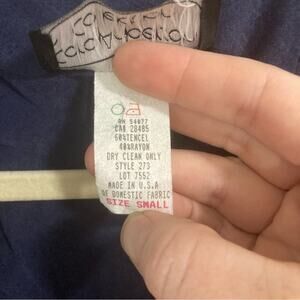 RN 54077
CA# 28485
60%TENCEL
40%RAYON
DRY CLEAN ONLY
STYLE 273
LOT 7552
MADE IN U.S.A
OF DOMESTIC FABRIC
SIZE SMALL